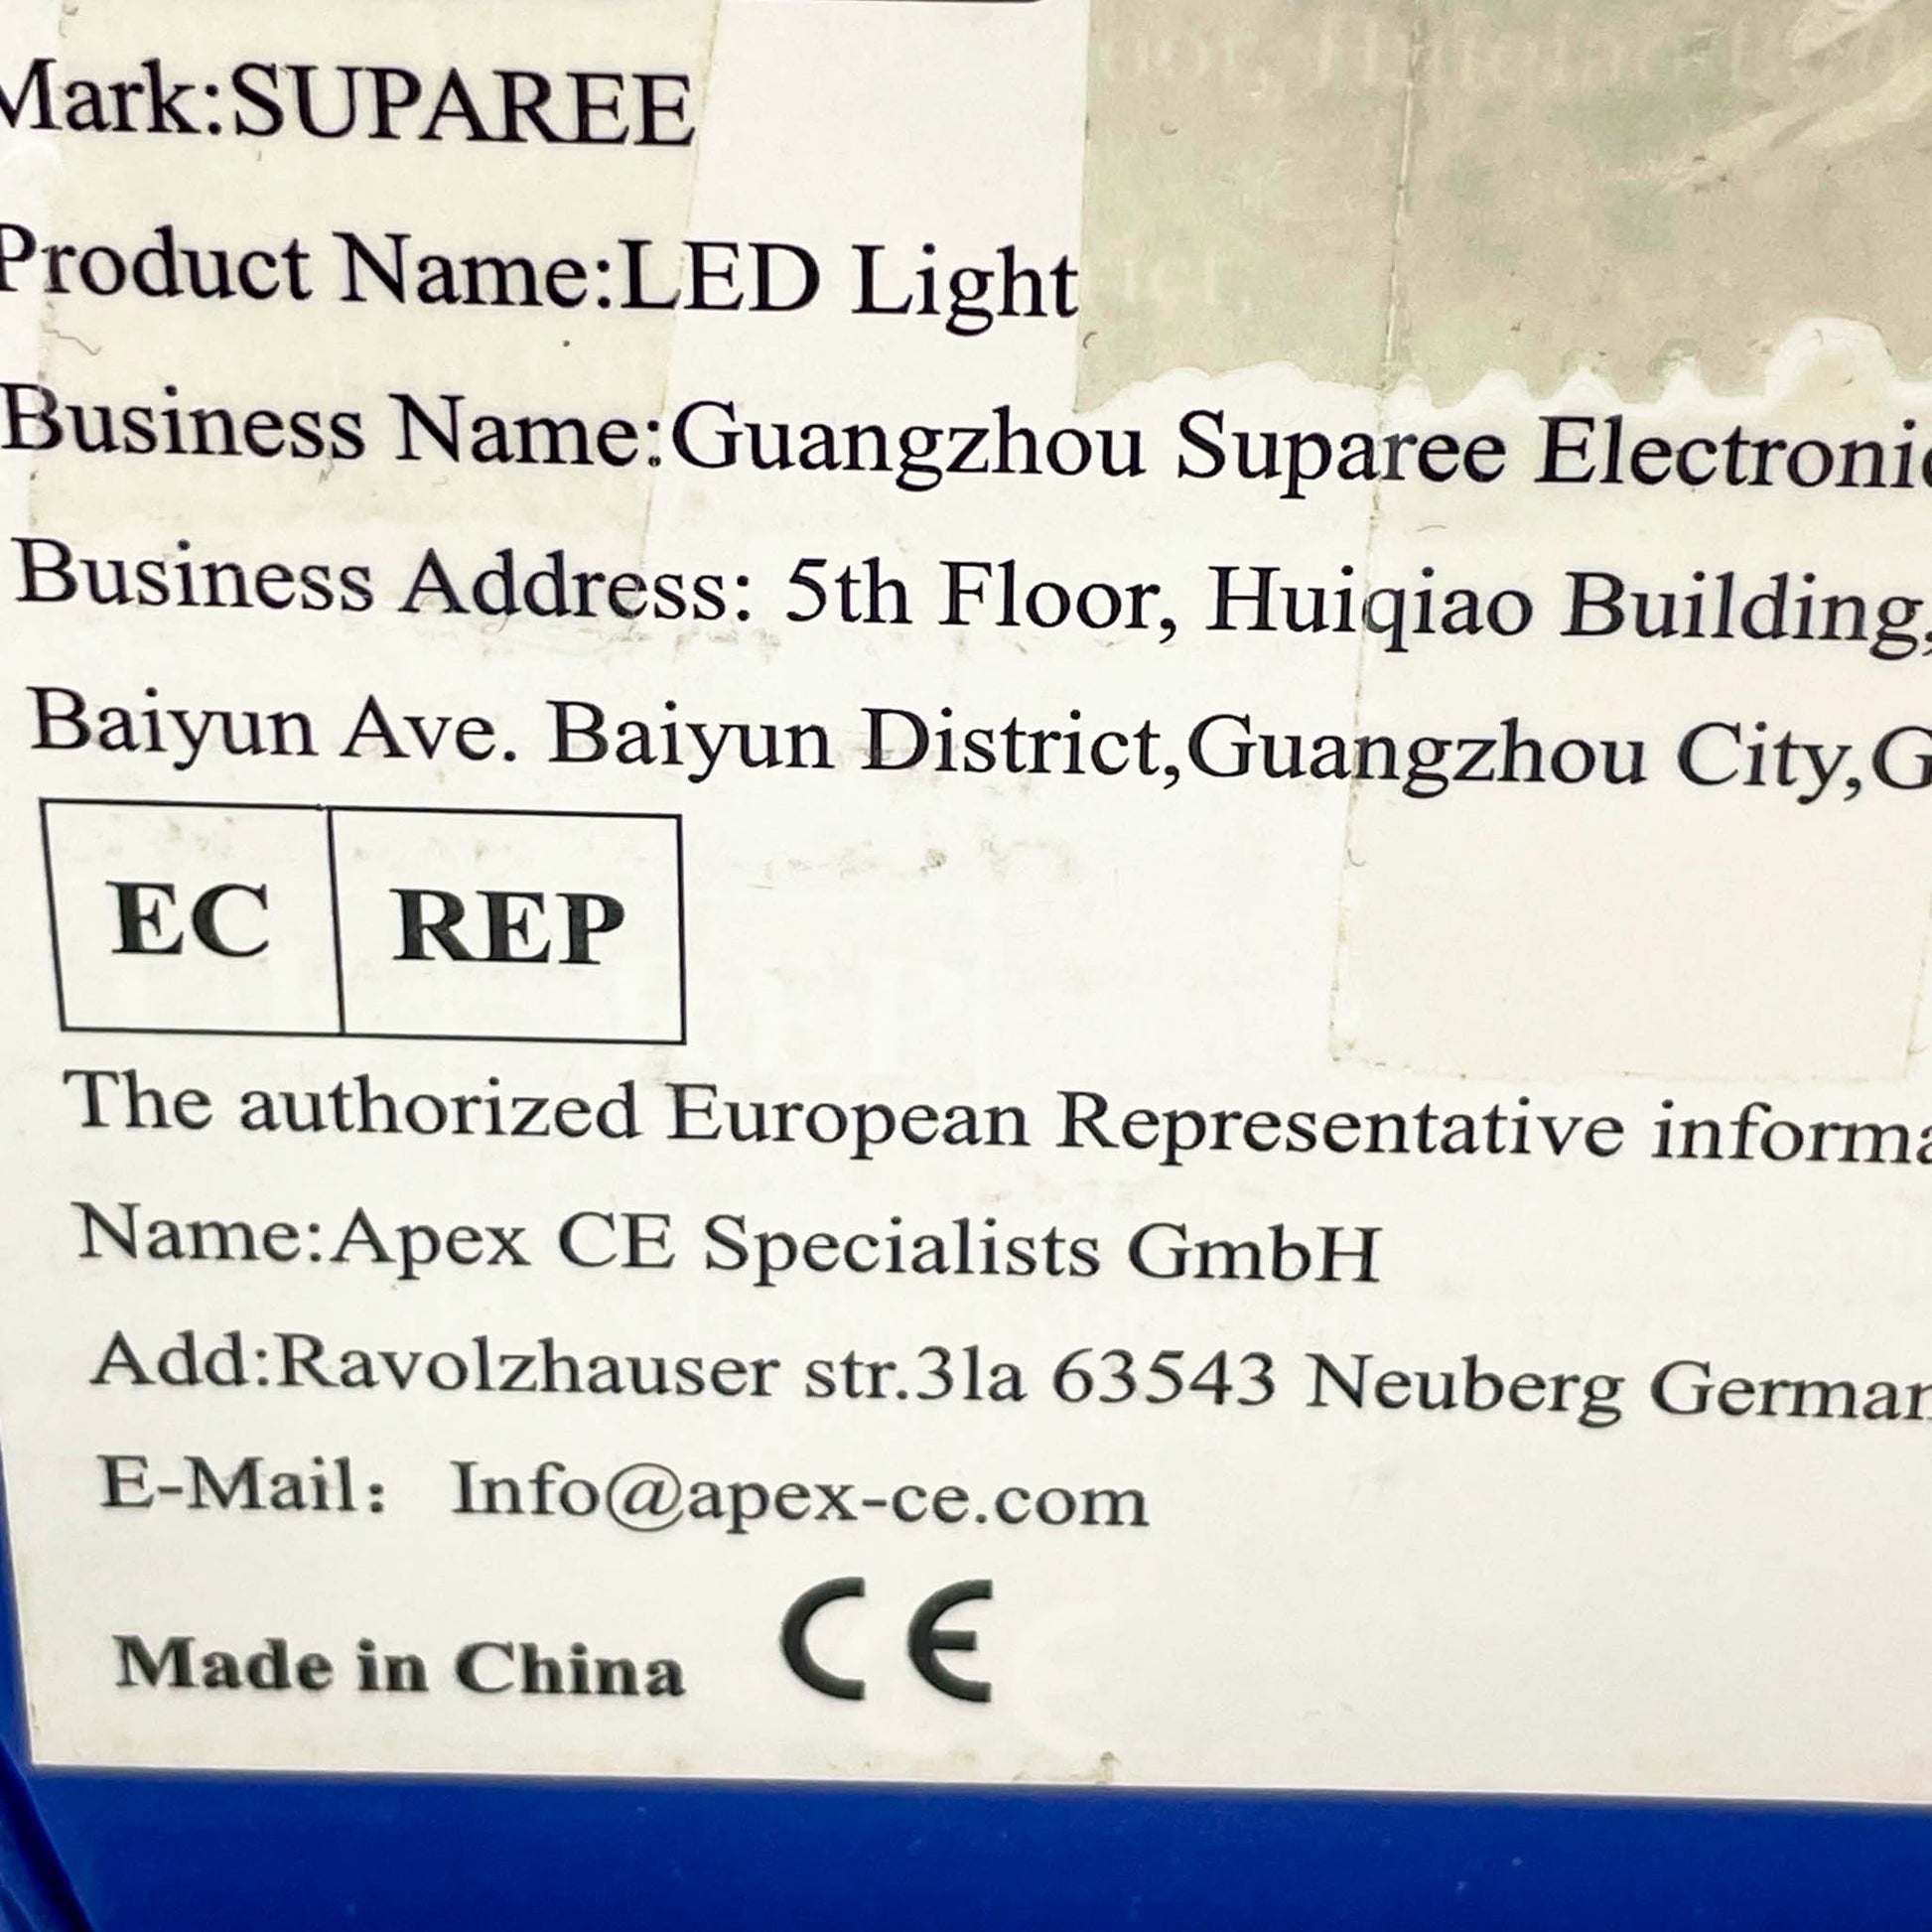 Mark:SUPAREE
Product Name:LED Light
Business Name:Guangzhou Suparee Electronic
Business Address: 5th Floor, Huiqiao Building,
Baiyun Ave. Baiyun District,Guangzhou City,G
EC REP
The authorized European Representative informa
Name:Apex CE Specialists GmbH
Add:Ravolzhauser str.3la 63543 Neuberg German
E-Mail： Info@apex-ce.com
Made in China CE